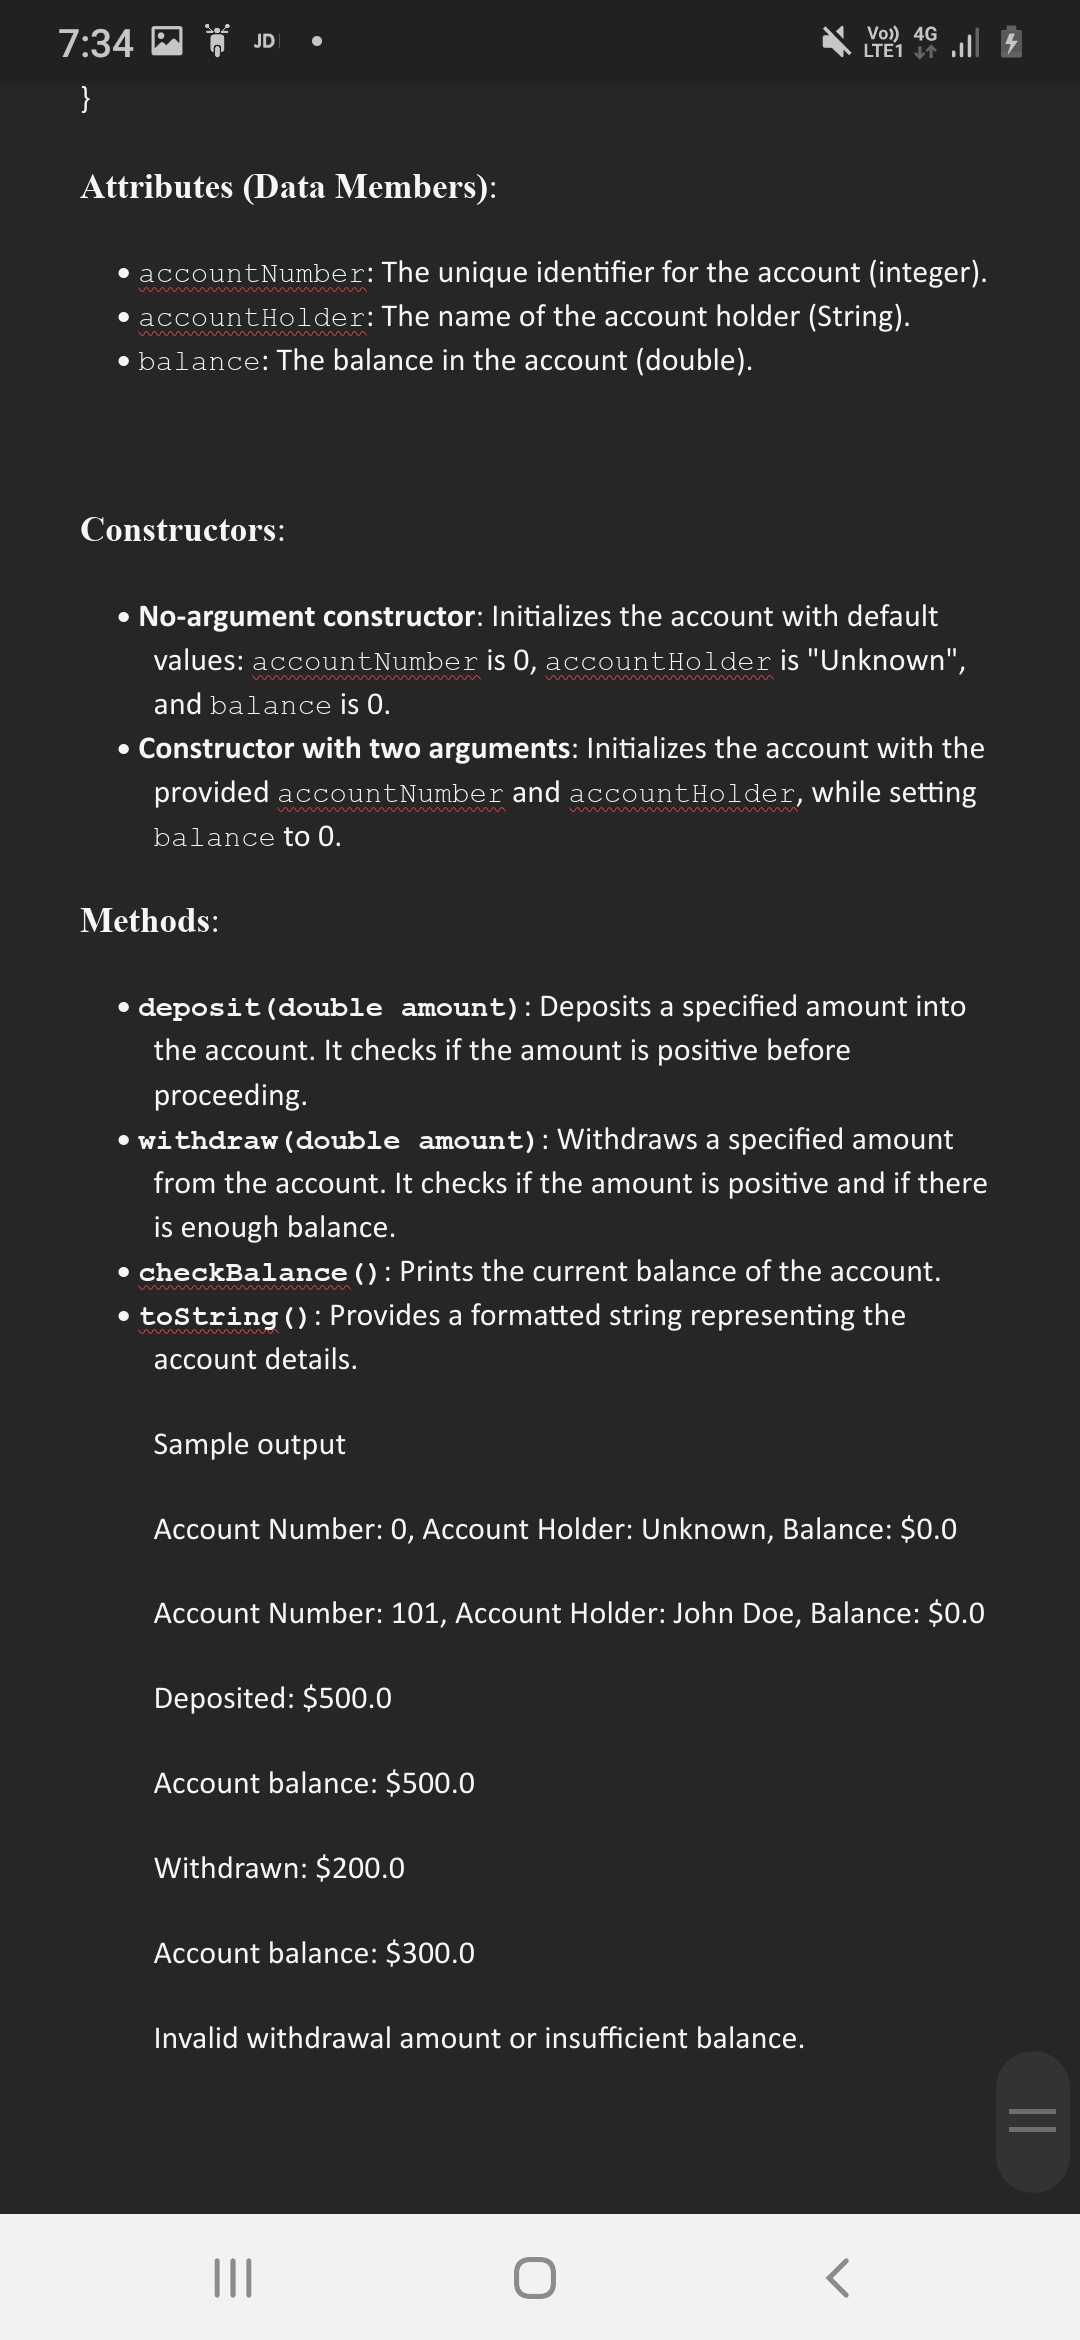 7:34 JD
Vo)) 4G
LTE1
}
Attributes (Data Members):
• accountNumber: The unique identifier for the account (integer).
• accountHolder: The name of the account holder (String).
• balance: The balance in the account (double).
Constructors:
• No-argument constructor: Initializes the account with default
values: accountNumber is 0, accountHolder is "Unknown",
and balance is 0.
• Constructor with two arguments: Initializes the account with the
provided accountNumber and accountHolder, while setting
balance to 0.
Methods:
• deposit(double amount): Deposits a specified amount into
the account. It checks if the amount is positive before
proceeding.
• withdraw(double amount): Withdraws a specified amount
from the account. It checks if the amount is positive and if there
is enough balance.
• checkBalance(): Prints the current balance of the account.
• toString(): Provides a formatted string representing the
account details.
Sample output
Account Number: 0, Account Holder: Unknown, Balance: $0.0
Account Number: 101, Account Holder: John Doe, Balance: $0.0
Deposited: $500.0
Account balance: $500.0
Withdrawn: $200.0
Account balance: $300.0
Invalid withdrawal amount or insufficient balance.